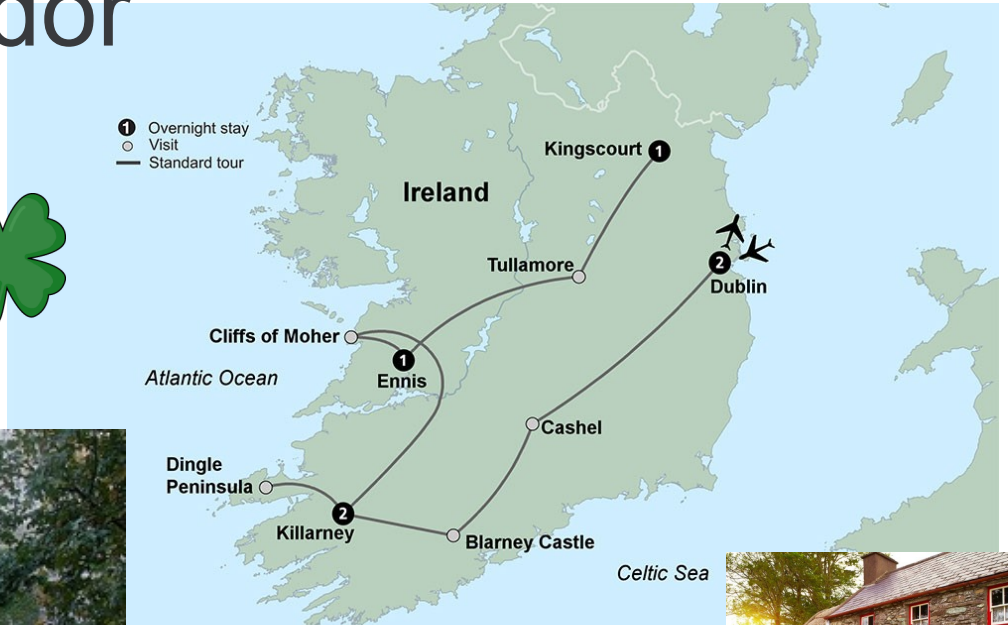 1 Overnight stay
Visit
Standard tour
Kingscourt 1
Ireland
Tullamore
2
Dublin
Cliffs of Moher
1
Ennis
Atlantic Ocean
Cashel
Dingle
Peninsula
2
Killarney
Blarney Castle
Celtic Sea